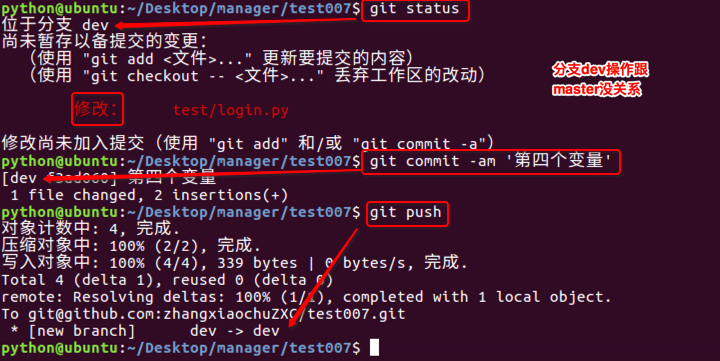 python@ubuntu:~/Desktop/manager/test007$ git status
位于分支 dev
尚未暂存以备提交的变更：
（使用 "git add <文件>..." 更新要提交的内容）
（使用 "git checkout -- <文件>..." 丢弃工作区的改动）
分支dev操作跟
master没关系
修改： test/login.py
修改尚未加入提交（使用 "git add" 和/或 "git commit -a"）
python@ubuntu:~/Desktop/manager/test007$ git commit -am '第四个变量'
[dev 第四个变量
1 file changed, 2 insertions(+)
python@ubuntu:~/Desktop/manager/test007$ git push
对象计数中: 4, 完成.
压缩对象中: 100% (2/2), 完成.
写入对象中: 100% (4/4), 339 bytes | 0 bytes/s, 完成.
Total 4 (delta 1), reused 0 (delta 0)
remote: Resolving deltas: 100% (1/1), completed with 1 local object.
To git@github.com:zhangxiaochuZXC/test007.git
* [new branch] dev -> dev
python@ubuntu:~/Desktop/manager/test007$